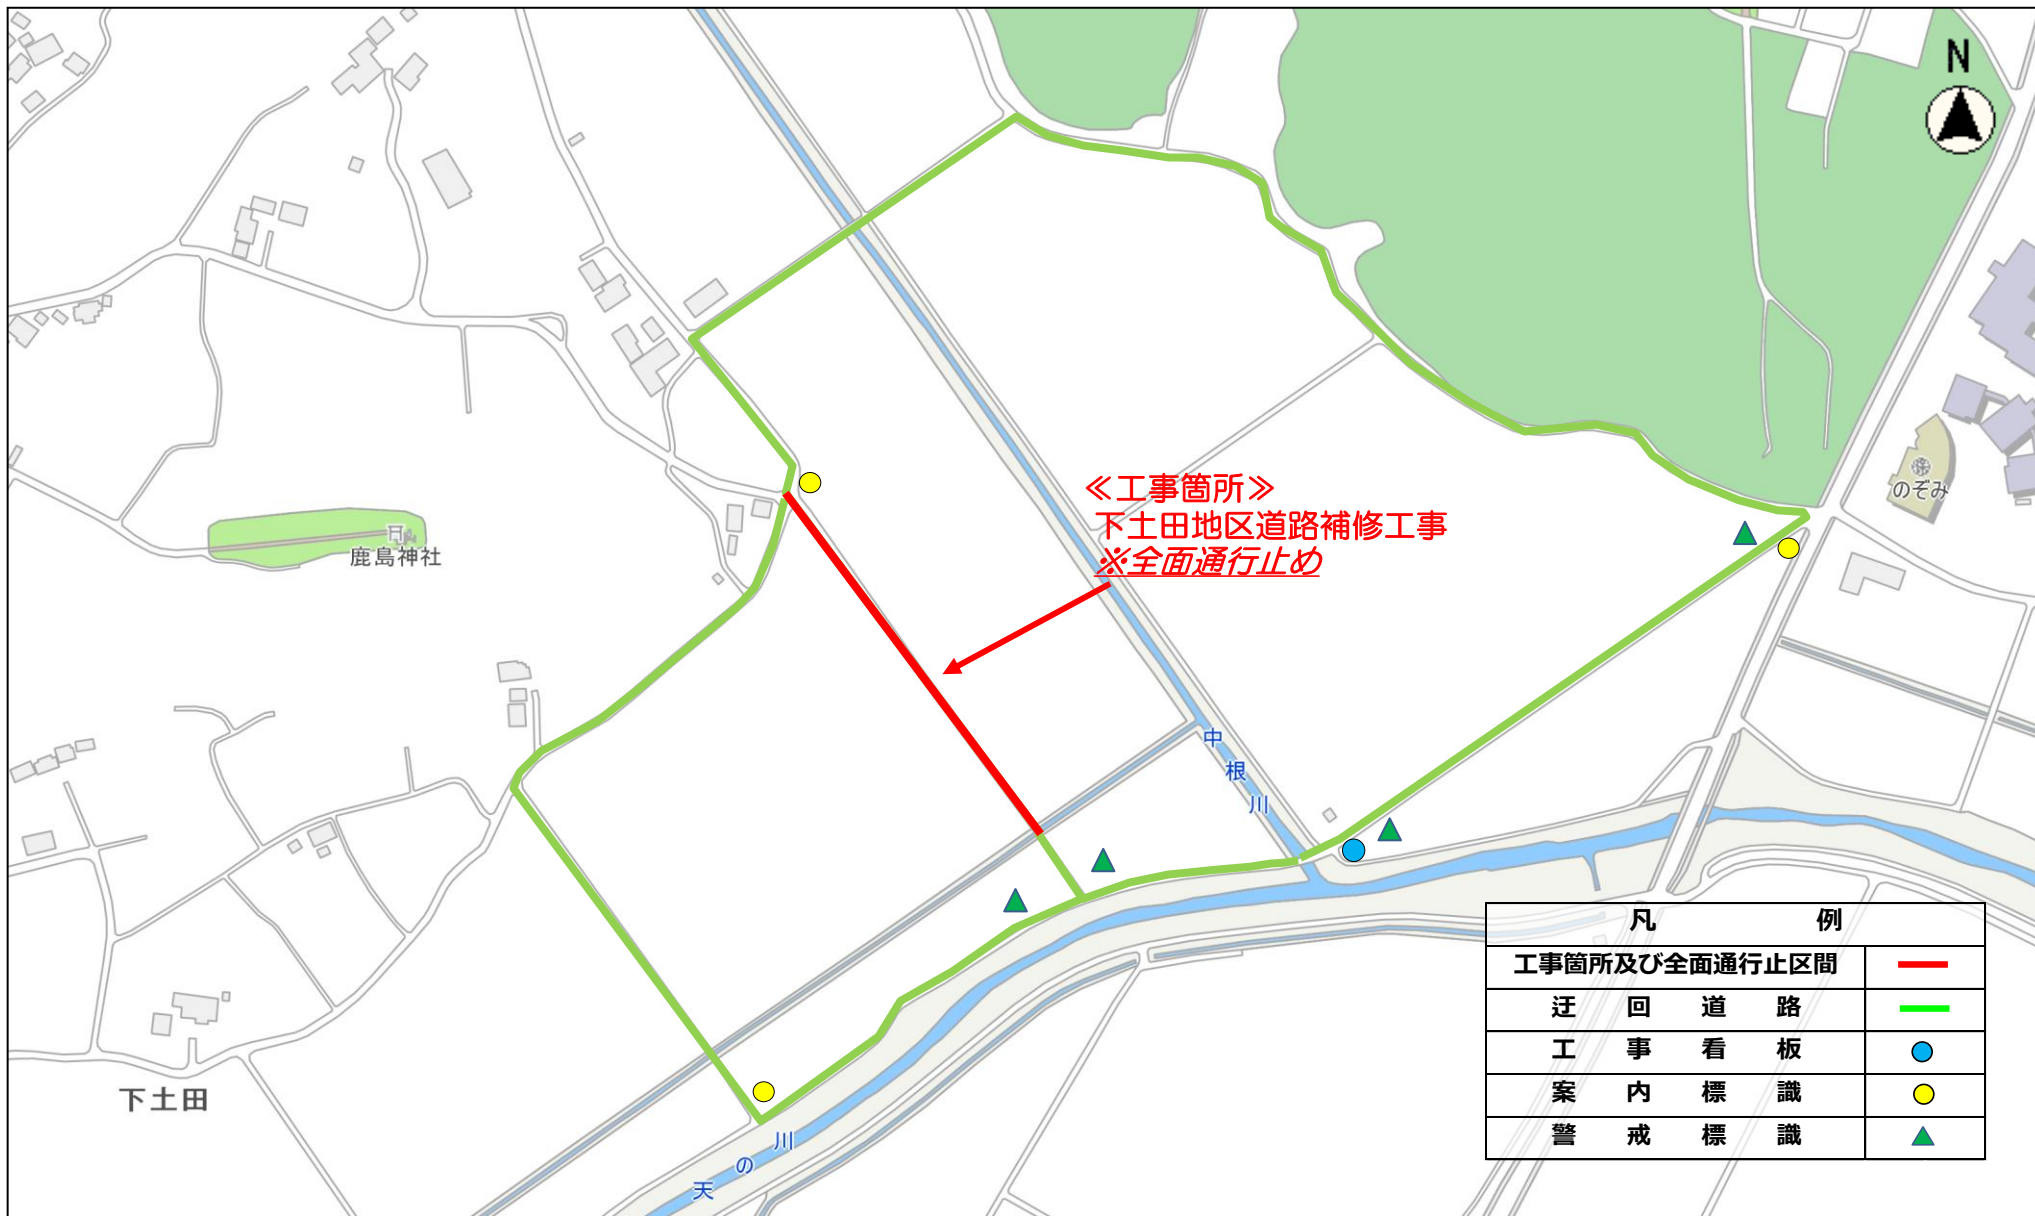 N
のぞみ
≪工事箇所≫
下土田地区道路補修工事
※全面通行止め
鹿島神社
中根川
凡例
工事箇所及び全面通行止区間
迂回道路
工事看板
案内標識
警戒標識
下土田
天の川